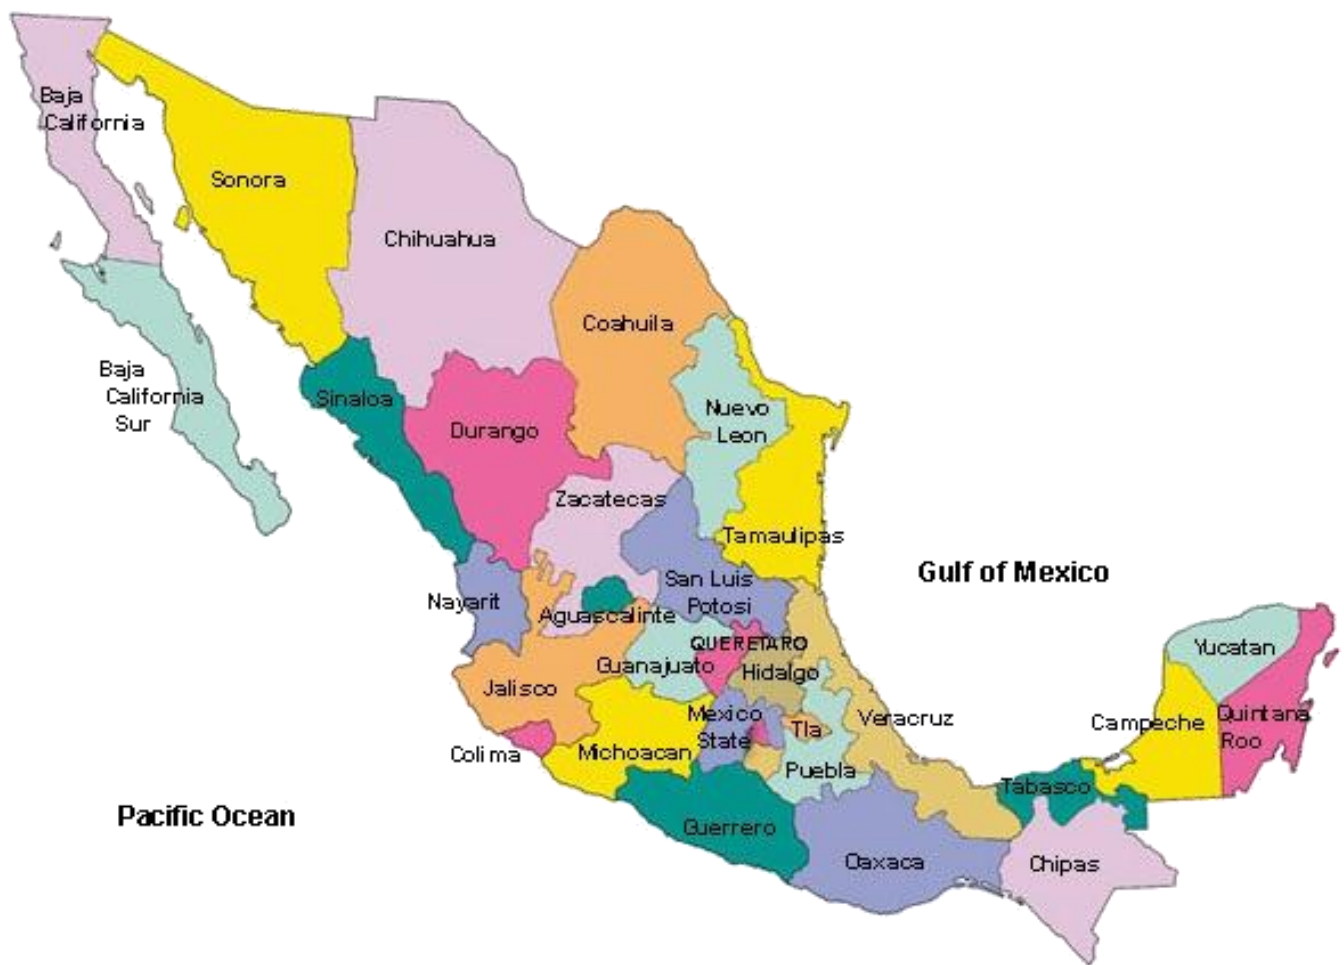 Baja
California
Sonora
Chihuahua
Coahuila
Baja
California
Sur
Sinaloa
Durango
Nuevo
Leon
Zacatecas
Tamaulipas
Gulf of Mexico
San Luis
Potosi
Nayarit
Aguascalinte
QUERETARO
Guanajuato
Hidalgo
Yucatan
Jalisco
Mexico
State
Tla
Veracruz
Campeche
Quintana
Roo
Colima
Michoacan
Puebla
Tabasco
Pacific Ocean
Guerrero
Oaxaca
Chipas